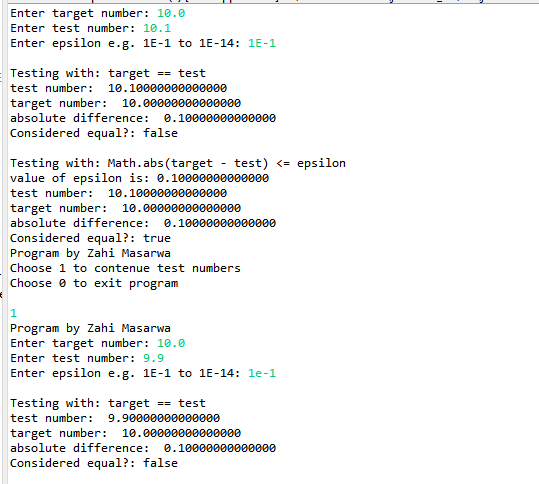 Enter target number: 10.0
Enter test number: 10.1
Enter epsilon e.g. 1E-1 to 1E-14: 1E-1
Testing with: target == test
test number:  10.10000000000000
target number:  10.00000000000000
absolute difference:  0.10000000000000
Considered equal?: false
Testing with: Math.abs(target - test) <= epsilon
value of epsilon is: 0.10000000000000
test number:  10.10000000000000
target number:  10.00000000000000
absolute difference:  0.10000000000000
Considered equal?: true
Program by Zahi Masarwa
Choose 1 to contenue test numbers
Choose 0 to exit program
1
Program by Zahi Masarwa
Enter target number: 10.0
Enter test number: 9.9
Enter epsilon e.g. 1E-1 to 1E-14: 1e-1
Testing with: target == test
test number:  9.90000000000000
target number:  10.00000000000000
absolute difference:  0.10000000000000
Considered equal?: false